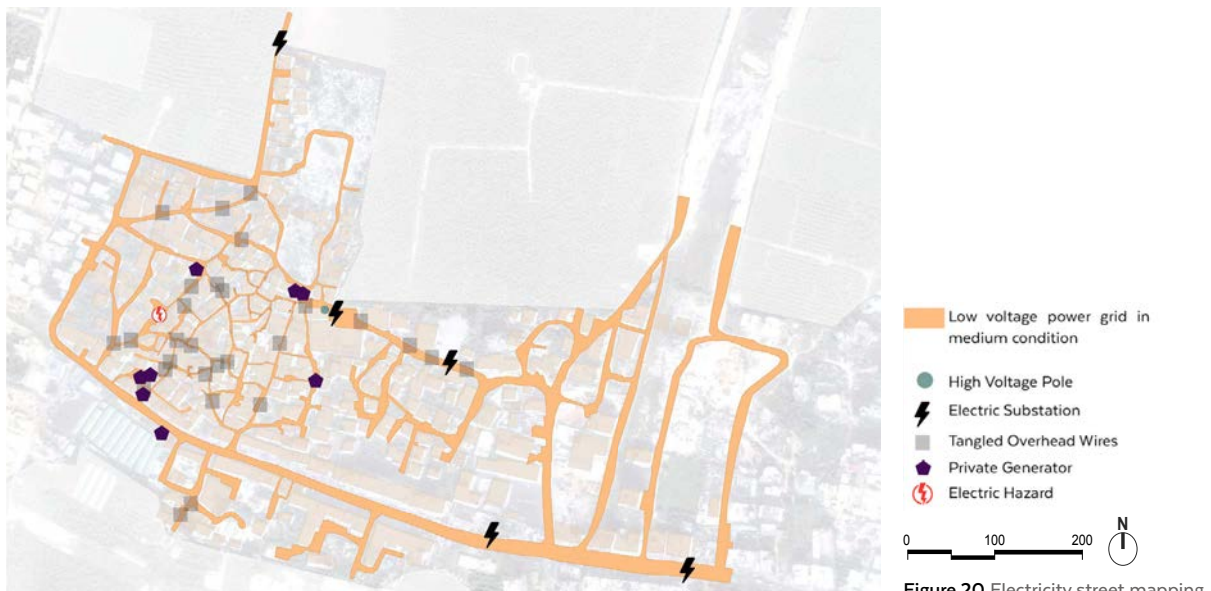 Low voltage power grid in
medium condition
High Voltage Pole
Electric Substation
Tangled Overhead Wires
Private Generator
Electric Hazard
0 100 200
N
Figure 20 Electricity street mapping